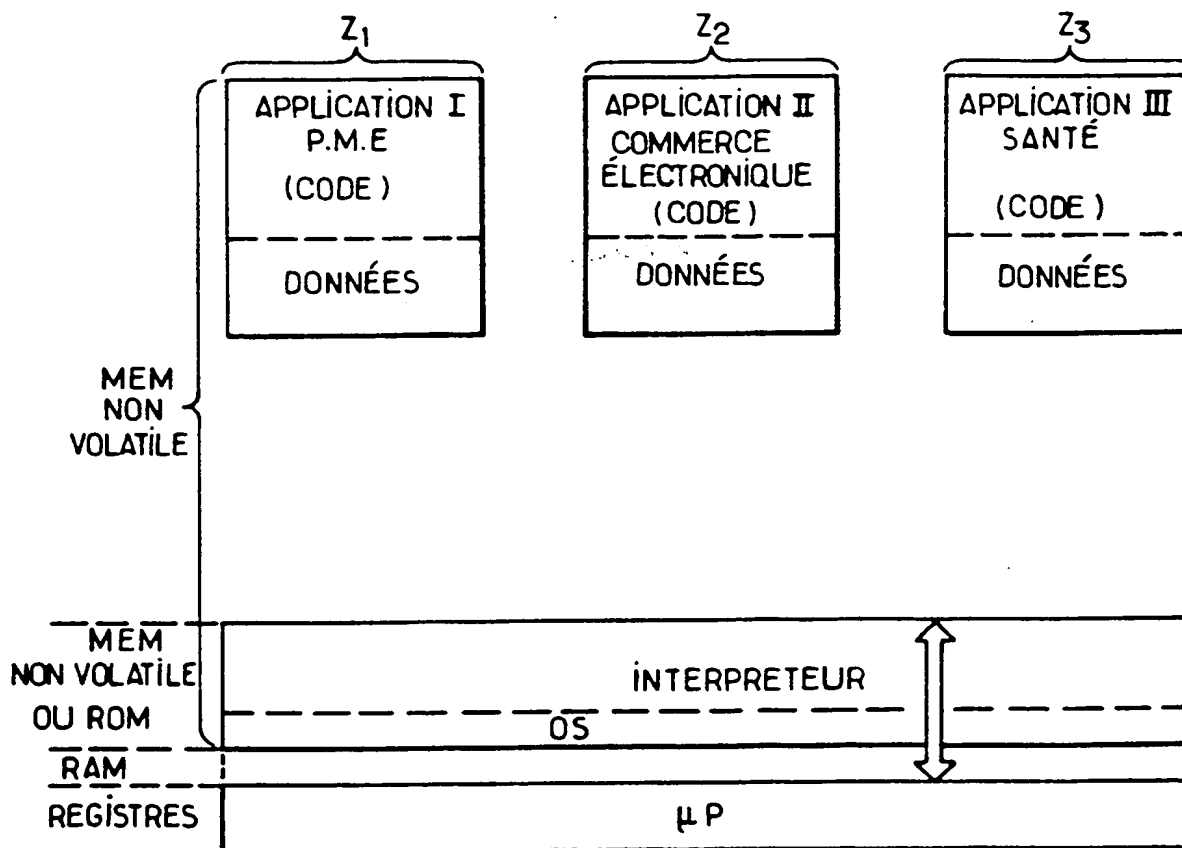 Z1
Z2
Z3
APPLICATION I
P.M.E
(CODE)
DONNÉES
APPLICATION II
COMMERCE
ÉLECTRONIQUE
(CODE)
DONNÉES
APPLICATION III
SANTÉ
(CODE)
DONNÉES
MEM
NON
VOLATILE
MEM
NON VOLATILE
OU ROM
INTERPRETEUR
OS
RAM
REGISTRES
μP